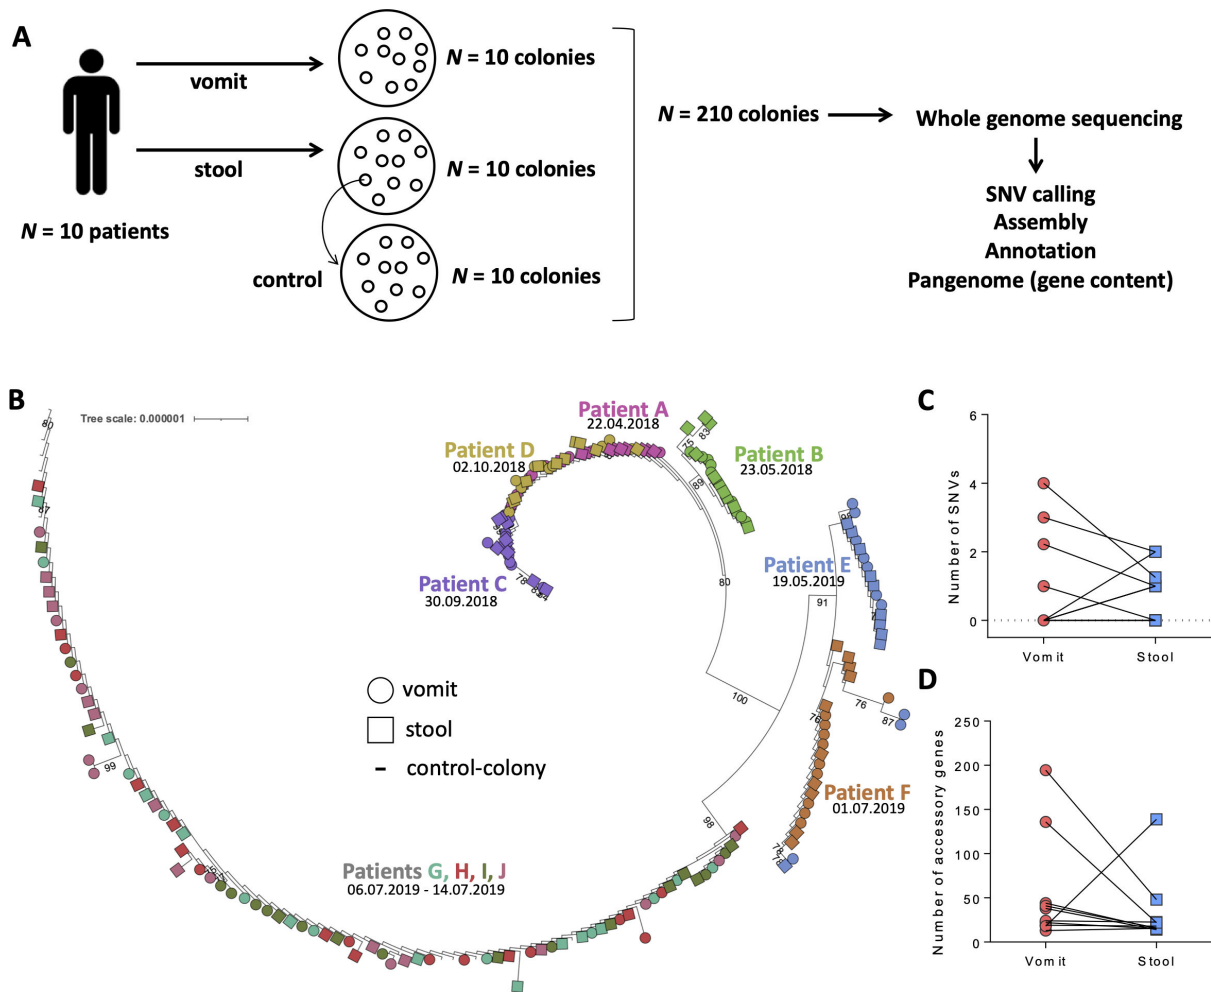 A
vomit
N = 10 colonies
stool
N = 10 colonies
N = 10 patients
control
N = 10 colonies
N = 210 colonies
Whole genome sequencing
SNV calling
Assembly
Annotation
Pangenome (gene content)
B
Tree scale: 0.000001
80
87
99
Patient A
22.04.2018
Patient D
02.10.2018
Patient B
23.05.2018
75
83
89
Patient C
30.09.2018
78
84
80
Patient E
19.05.2019
95
91
100
76
87
76
Patient F
01.07.2019
78
78
98
vomit
stool
control-colony
Patients G, H, I, J
06.07.2019 - 14.07.2019
C
Number of SNVs
6
4
2
0
Vomit
Stool
D
Number of accessory genes
250
200
150
100
50
0
Vomit
Stool